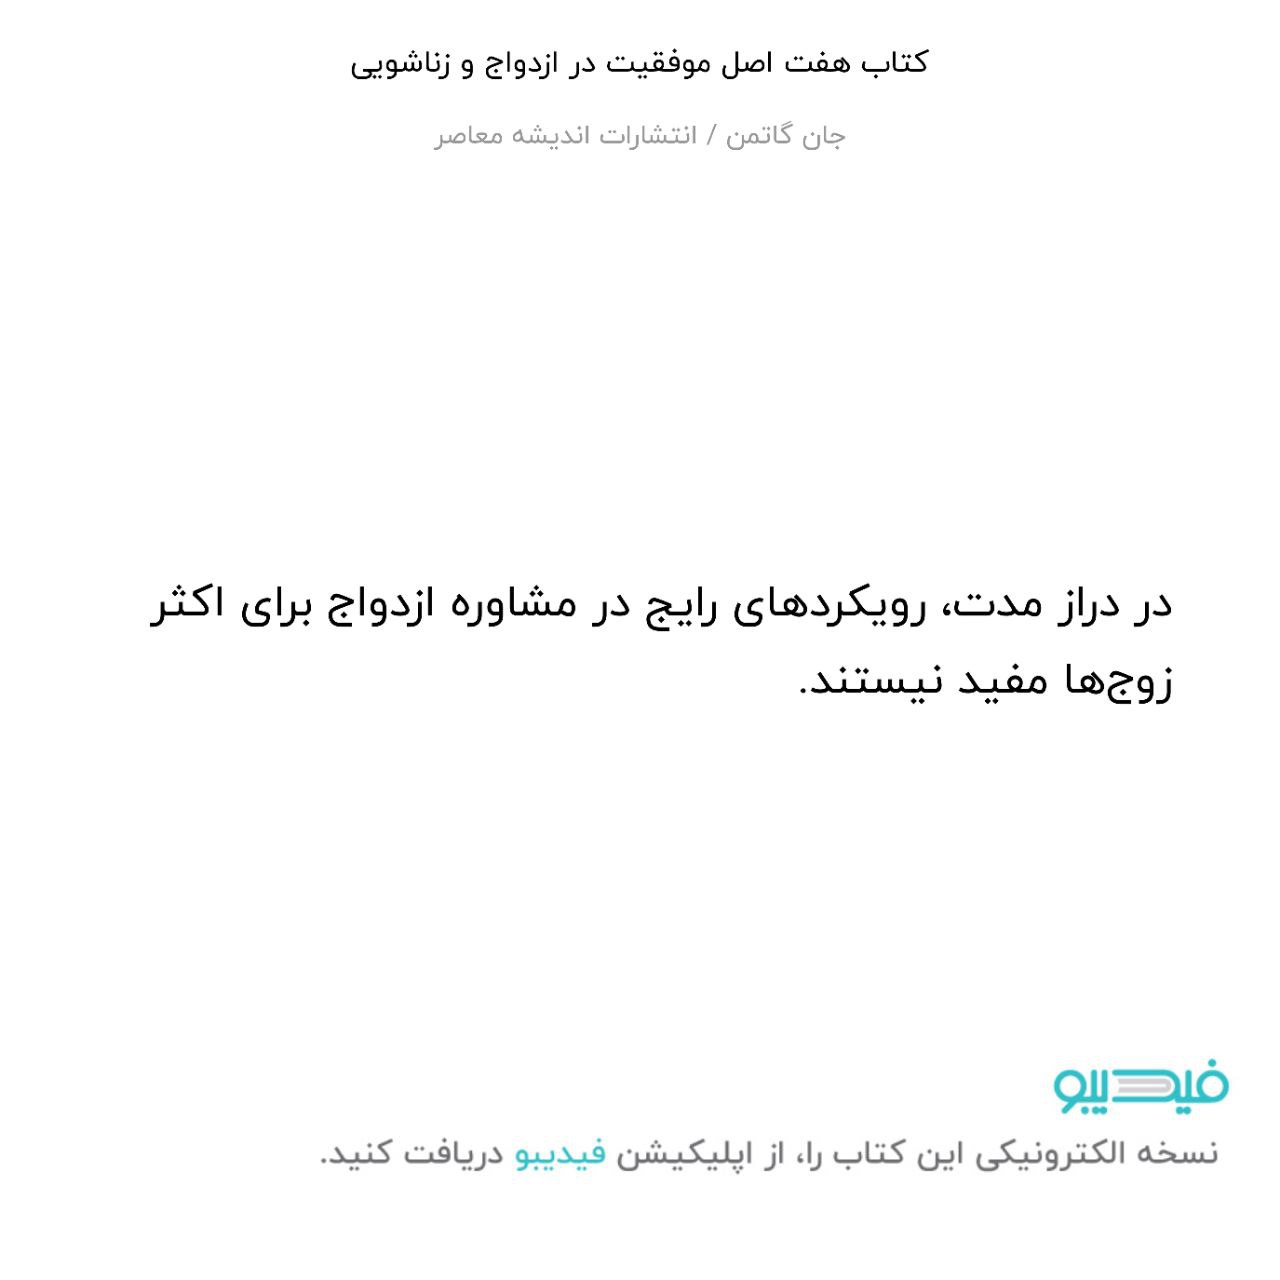 کتاب هفت اصل موفقیت در ازدواج و زناشویی
جان گاتمن / انتشارات اندیشه معاصر
در دراز مدت، رویکردهای رایج در مشاوره ازدواج برای اکثر
زوج‌ها مفید نیستند.
فیدیبو
نسخه الکترونیکی این کتاب را، از اپلیکیشن فیدیبو دریافت کنید.